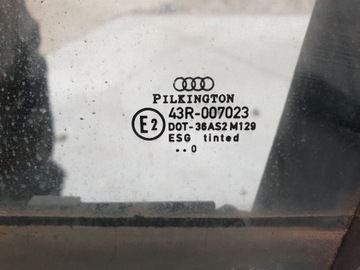 PILKINGTON
43R-007023
E2
DOT-36AS2 M129
ESG tinted
..0